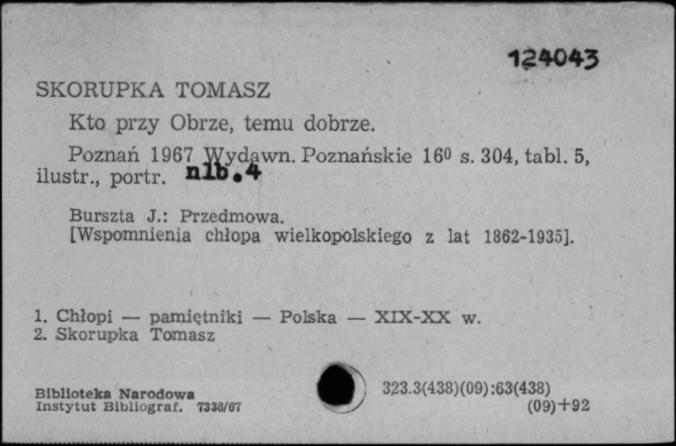 124043
SKORUPKA TOMASZ
Kto przy Obrze, temu dobrze.
Poznań 1967 Wydawn. Poznańskie 16⁰ s. 304, tabl. 5,
ilustr., portr. nlb. 4
Burszta J.: Przedmowa.
[Wspomnienia chłopa wielkopolskiego z lat 1862-1935].
1. Chłopi — pamiętniki — Polska — XIX-XX w.
2. Skorupka Tomasz
Biblioteka Narodowa
Instytut Bibliograf. 7338/67
323.3(438)(09):63(438)
(09)+92